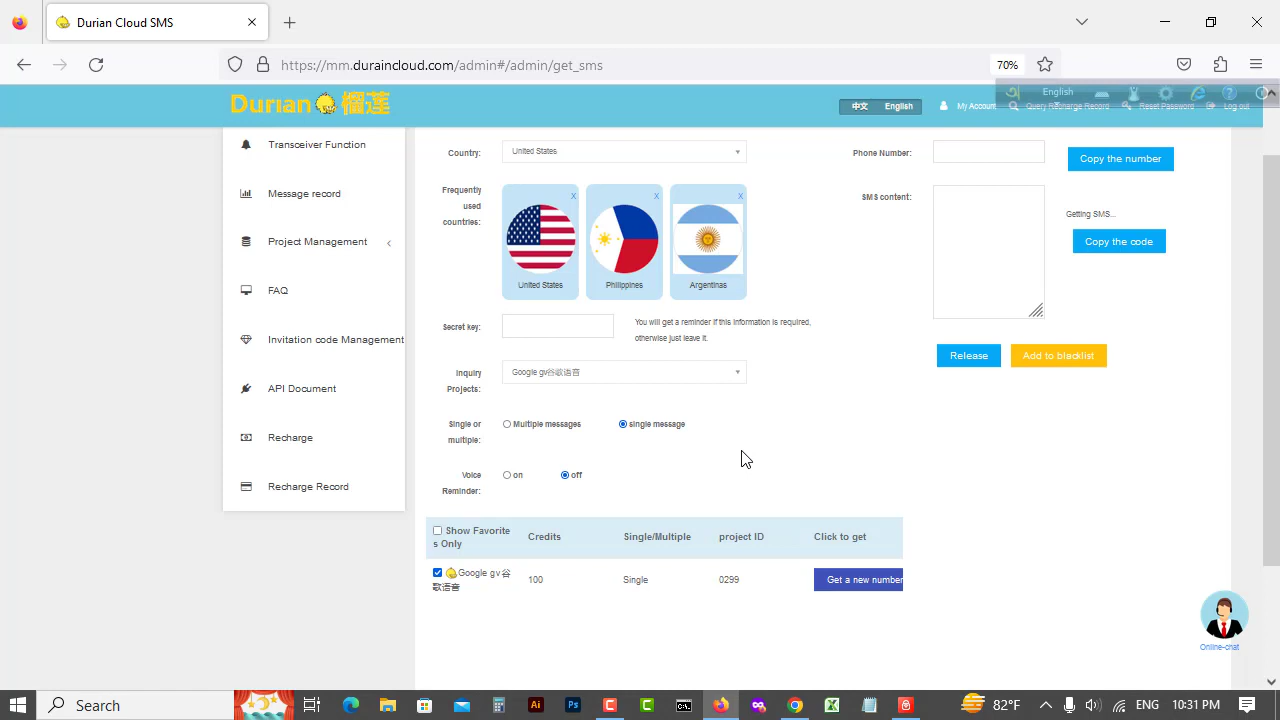 Durian Cloud SMS
https://mm.duraincloud.com/admin#/admin/get_sms
70%
Durian 榴莲
中文 English
My Account
Query Recharge Record
Reset Password
Log out
English
Transceiver Function
Message record
Project Management
FAQ
Invitation code Management
API Document
Recharge
Recharge Record
Country:
United States
Frequently
used
countries:
X
X
X
United States
Philippines
Argentinas
Secret key:
You will get a reminder if this information is required,
otherwise just leave it.
Inquiry
Projects:
Google gv谷歌语音
Single or
multiple:
Multiple messages
single message
Voice
Reminder:
on
off
Show Favorite
s Only
Credits
Single/Multiple
project ID
Click to get
Google gv谷
歌语音
100
Single
0299
Get a new number
Phone Number:
Copy the number
SMS content:
Getting SMS...
Copy the code
Release
Add to blacklist
Online-chat
Search
Ai
Ps
82°F
ENG
10:31 PM